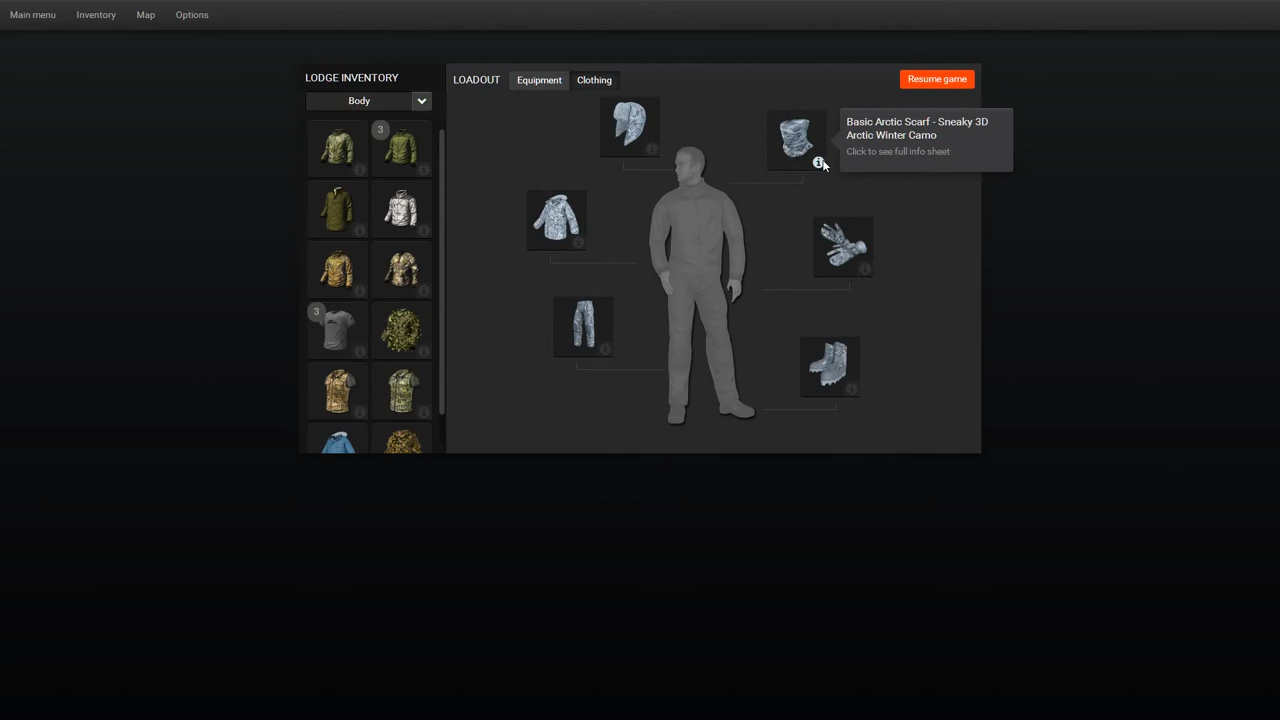 Main menu
Inventory
Map
Options
LODGE INVENTORY
Body
3
3
LOADOUT
Equipment
Clothing
Resume game
Basic Arctic Scarf - Sneaky 3D
Arctic Winter Camo
Click to see full info sheet